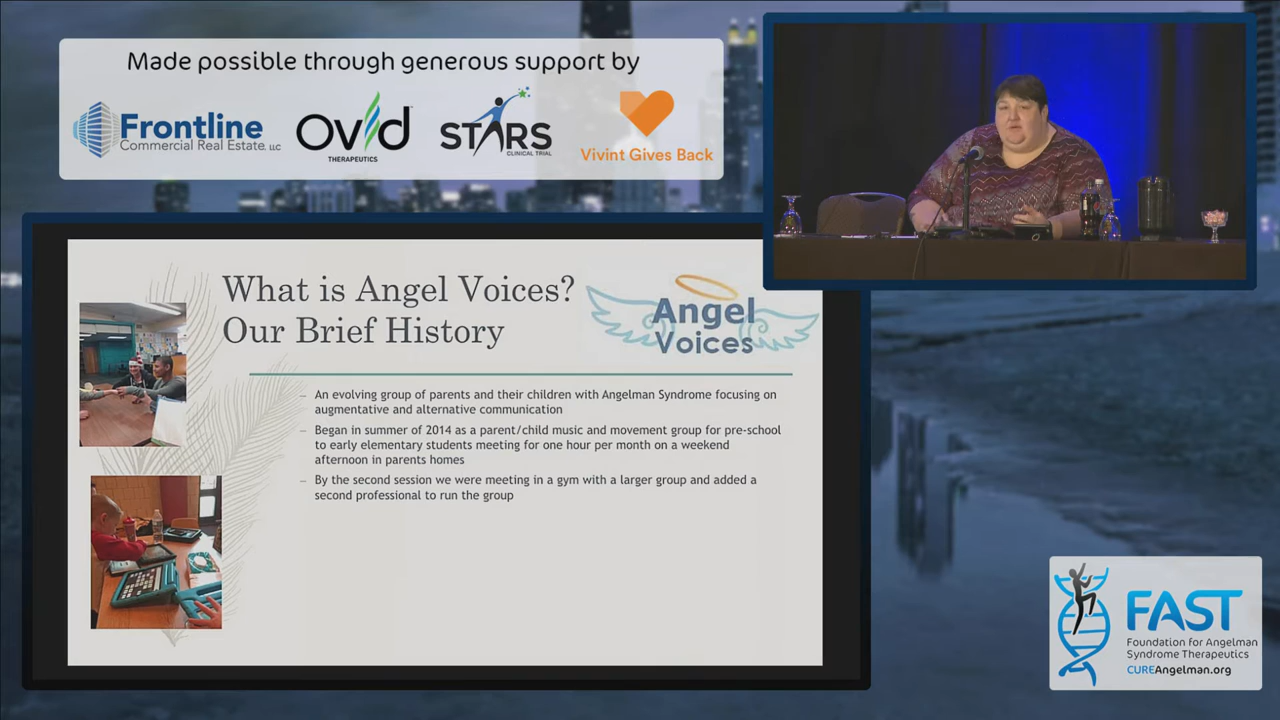 Made possible through generous support by
Frontline
Commercial Real Estate, LLC
Ovid
THERAPEUTICS
STARS
CLINICAL TRIAL
Vivint Gives Back
What is Angel Voices?
Our Brief History
Angel
Voices
– An evolving group of parents and their children with Angelman Syndrome focusing on
augmentative and alternative communication
– Began in summer of 2014 as a parent/child music and movement group for pre-school
to early elementary students meeting for one hour per month on a weekend
afternoon in parents homes
– By the second session we were meeting in a gym with a larger group and added a
second professional to run the group
FAST
Foundation for Angelman
Syndrome Therapeutics
CUREAngelman.org